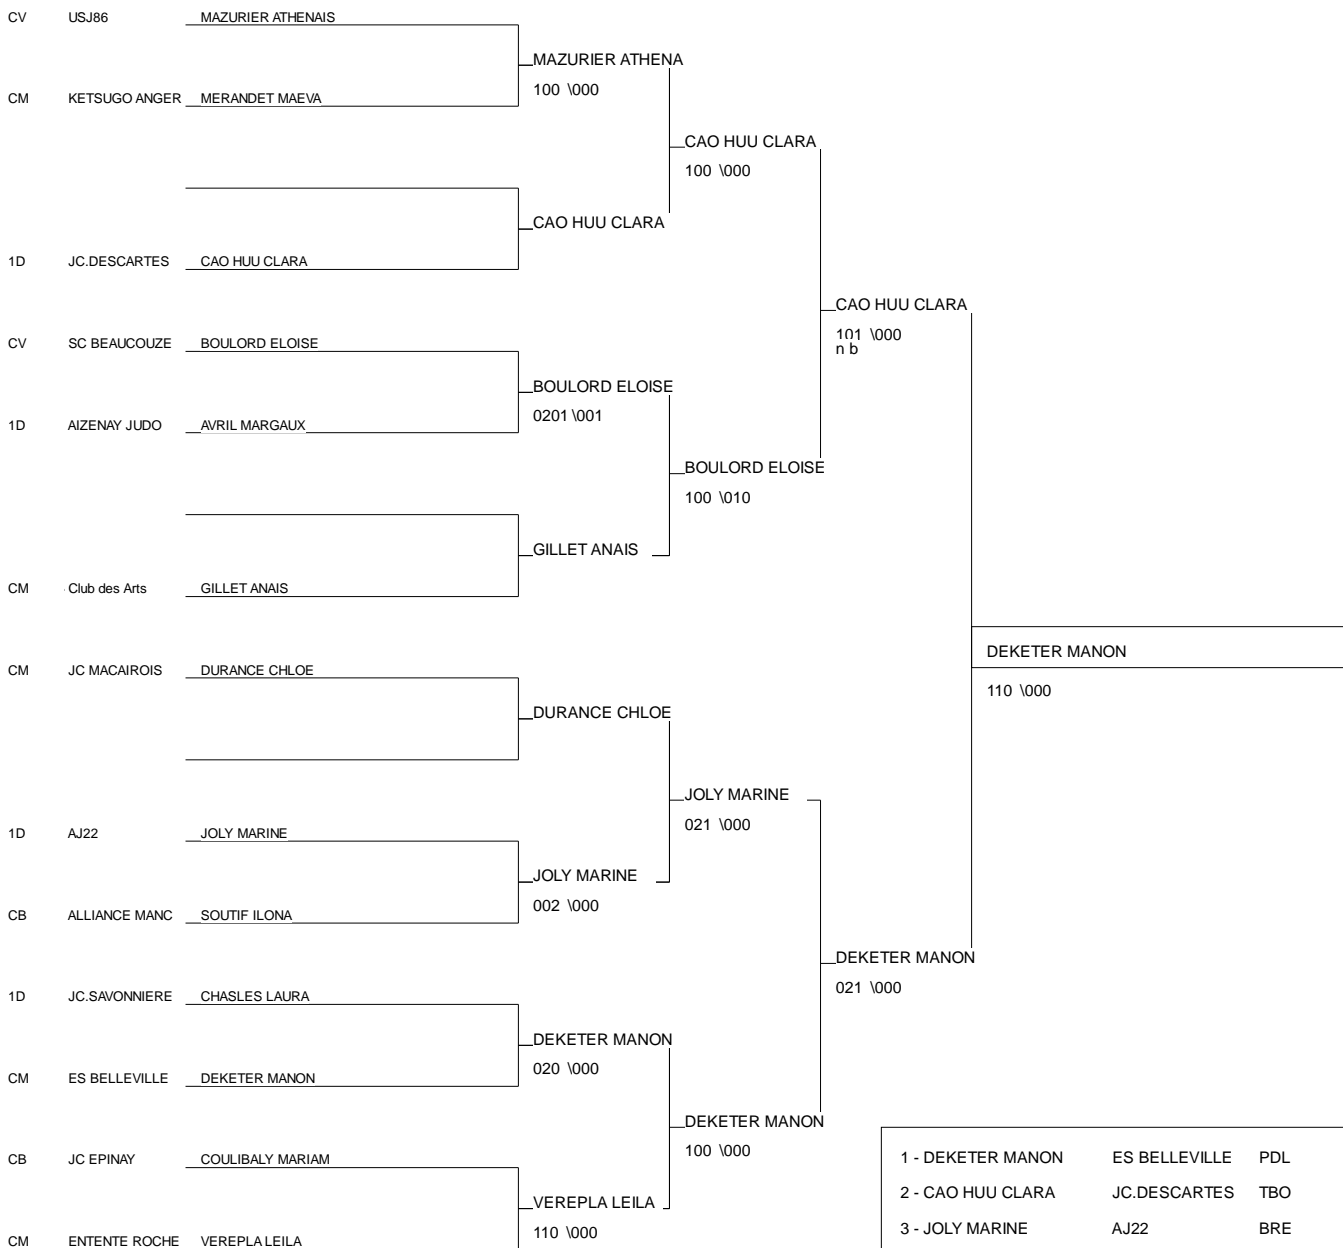 CV USJ86 MAZURIER ATHENAIS
MAZURIER ATHENA
100 \000
CM KETSUGO ANGER MERANDET MAEVA
CAO HUU CLARA
100 \000
CAO HUU CLARA
1D JC.DESCARTES CAO HUU CLARA
CAO HUU CLARA
101 \000
n b
CV SC BEAUCOUZE BOULORD ELOISE
BOULORD ELOISE
0201 \001
1D AIZENAY JUDO AVRIL MARGAUX
BOULORD ELOISE
100 \010
GILLET ANAIS
CM Club des Arts GILLET ANAIS
DEKETER MANON
110 \000
CM JC MACAIROIS DURANCE CHLOE
DURANCE CHLOE
JOLY MARINE
021 \000
1D AJ22 JOLY MARINE
JOLY MARINE
002 \000
CB ALLIANCE MANC SOUTIF ILONA
DEKETER MANON
021 \000
1D JC.SAVONNIERE CHASLES LAURA
DEKETER MANON
020 \000
CM ES BELLEVILLE DEKETER MANON
DEKETER MANON
100 \000
CB JC EPINAY COULIBALY MARIAM
VEREPLA LEILA
110 \000
CM ENTENTE ROCHE VEREPLA LEILA
1 - DEKETER MANON ES BELLEVILLE PDL
2 - CAO HUU CLARA JC.DESCARTES TBO
3 - JOLY MARINE AJ22 BRE